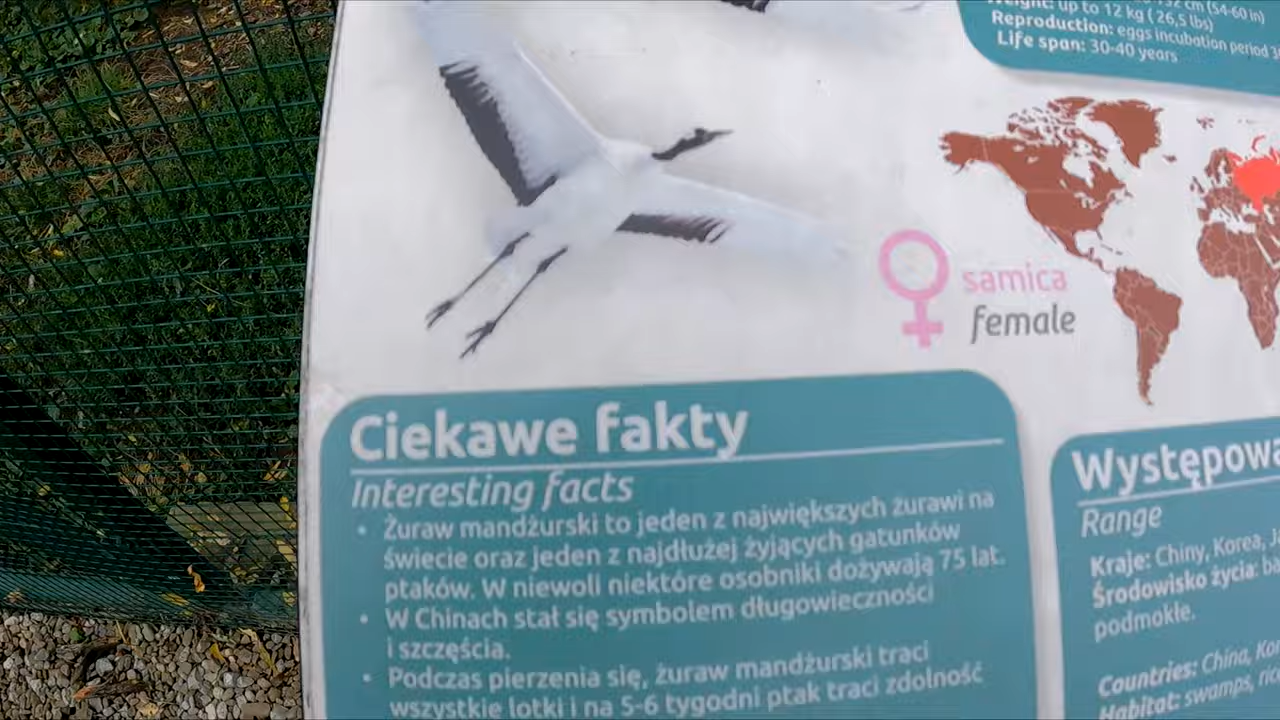 (54-60 in)
Weight: up to 12 kg ( 26,5 lbs)
Reproduction: eggs incubation period
Life span: 30-40 years
samica
female
Ciekawe fakty
Interesting facts
• Żuraw mandżurski to jeden z największych żurawi na
świecie oraz jeden z najdłużej żyjących gatunków
ptaków. W niewoli niektóre osobniki dożywają 75 lat.
• W Chinach stał się symbolem długowieczności
i szczęścia.
• Podczas pierzenia się, żuraw mandżurski traci
wszystkie lotki i na 5-6 tygodni ptak traci zdolność
Występowa
Range
Kraje: Chiny, Korea,
Środowisko życia:
podmokłe.
Countries: China,
Habitat: swamps,